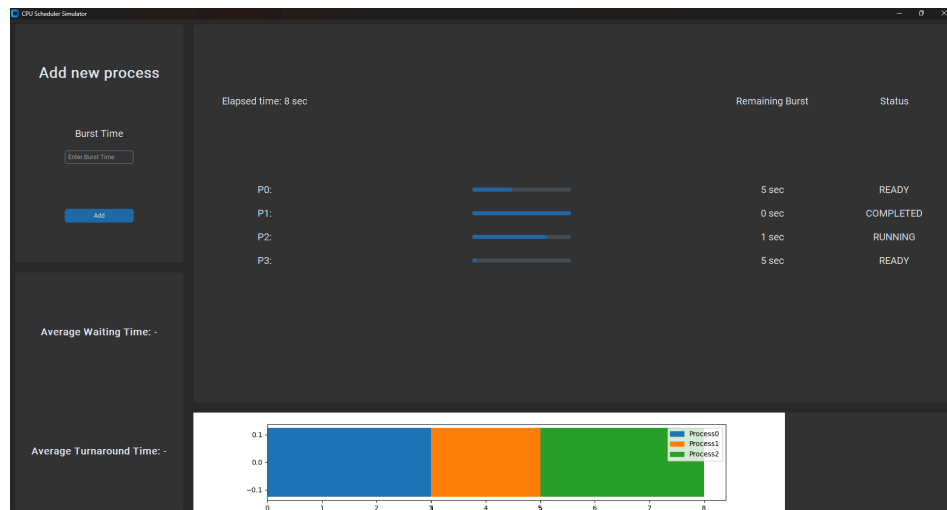 CPU Scheduler Simulator
Add new process
Burst Time
Enter Burst Time
Add
Average Waiting Time: -
Average Turnaround Time: -
Elapsed time: 8 sec Remaining Burst Status
P0: 5 sec READY
P1: 0 sec COMPLETED
P2: 1 sec RUNNING
P3: 5 sec READY
0.1
0.0
−0.1
0 1 2 3 4 5 6 7 8
Process0
Process1
Process2